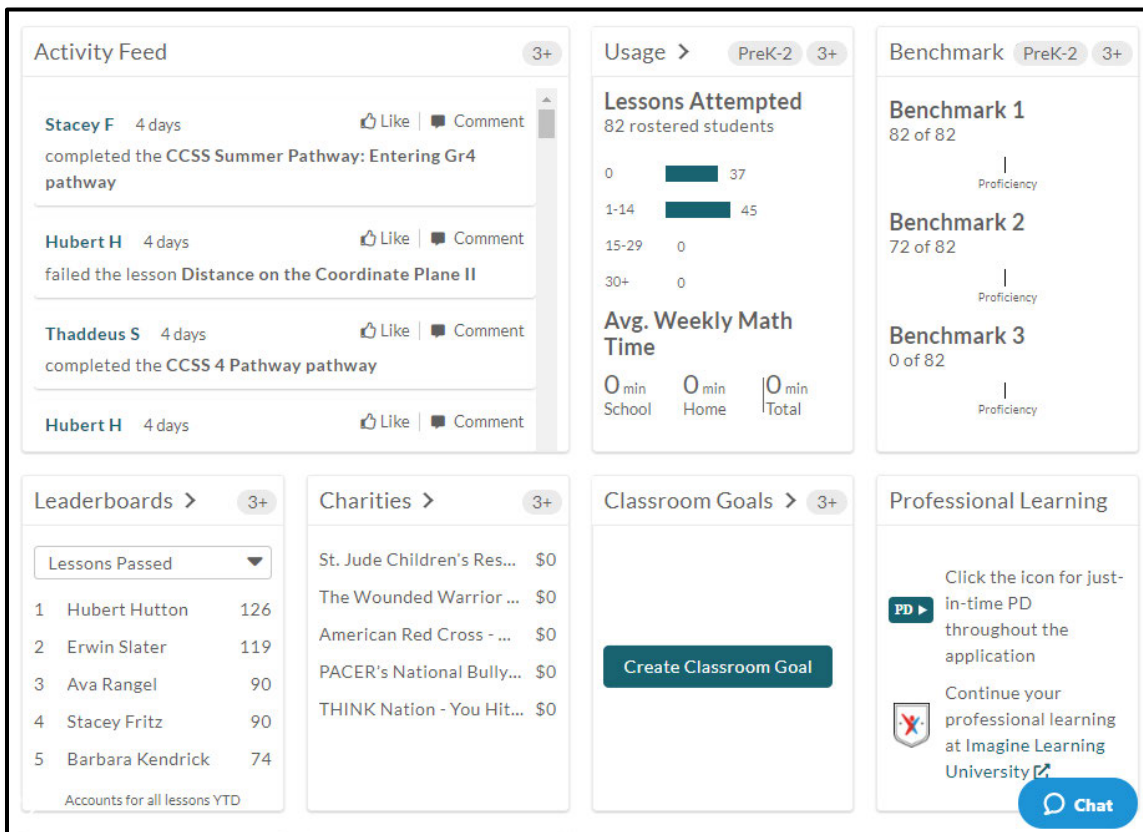 Activity Feed 3+
Stacey F 4 days Like Comment
completed the CCSS Summer Pathway: Entering Gr4
pathway
Hubert H 4 days Like Comment
failed the lesson Distance on the Coordinate Plane II
Thaddeus S 4 days Like Comment
completed the CCSS 4 Pathway pathway
Hubert H 4 days Like Comment
Usage > PreK-2 3+
Lessons Attempted
82 rostered students
0 37
1-14 45
15-29 0
30+ 0
Avg. Weekly Math
Time
0 min 0 min 0 min
School Home Total
Benchmark PreK-2 3+
Benchmark 1
82 of 82
Proficiency
Benchmark 2
72 of 82
Proficiency
Benchmark 3
0 of 82
Proficiency
Leaderboards > 3+
Lessons Passed
1 Hubert Hutton 126
2 Erwin Slater 119
3 Ava Rangel 90
4 Stacey Fritz 90
5 Barbara Kendrick 74
Accounts for all lessons YTD
Charities > 3+
St. Jude Children's Res... $0
The Wounded Warrior ... $0
American Red Cross - ... $0
PACER's National Bully... $0
THINK Nation - You Hit... $0
Classroom Goals > 3+
Create Classroom Goal
Professional Learning
PD
Click the icon for just-
in-time PD
throughout the
application
Continue your
professional learning
at Imagine Learning
University
Chat